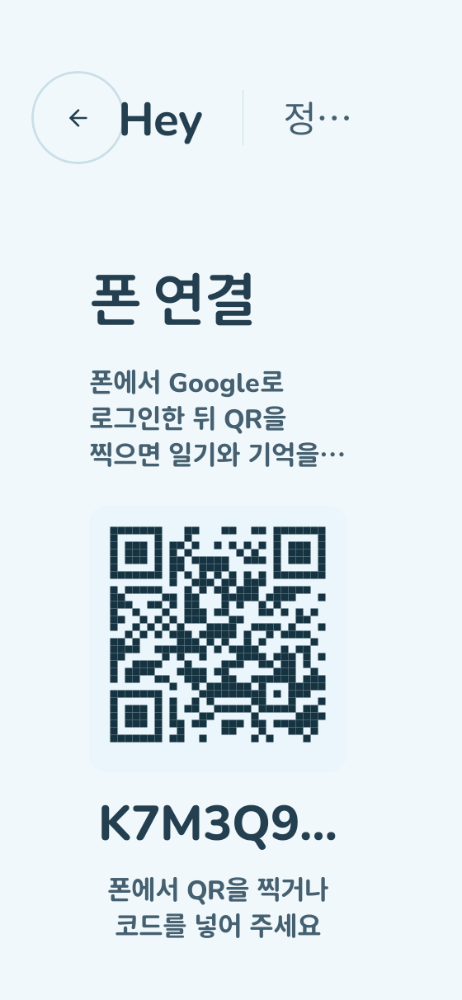 Hey
정…
폰 연결
폰에서 Google로
로그인한 뒤 QR을
찍으면 일기와 기억을…
K7M3Q9...
폰에서 QR을 찍거나
코드를 넣어 주세요